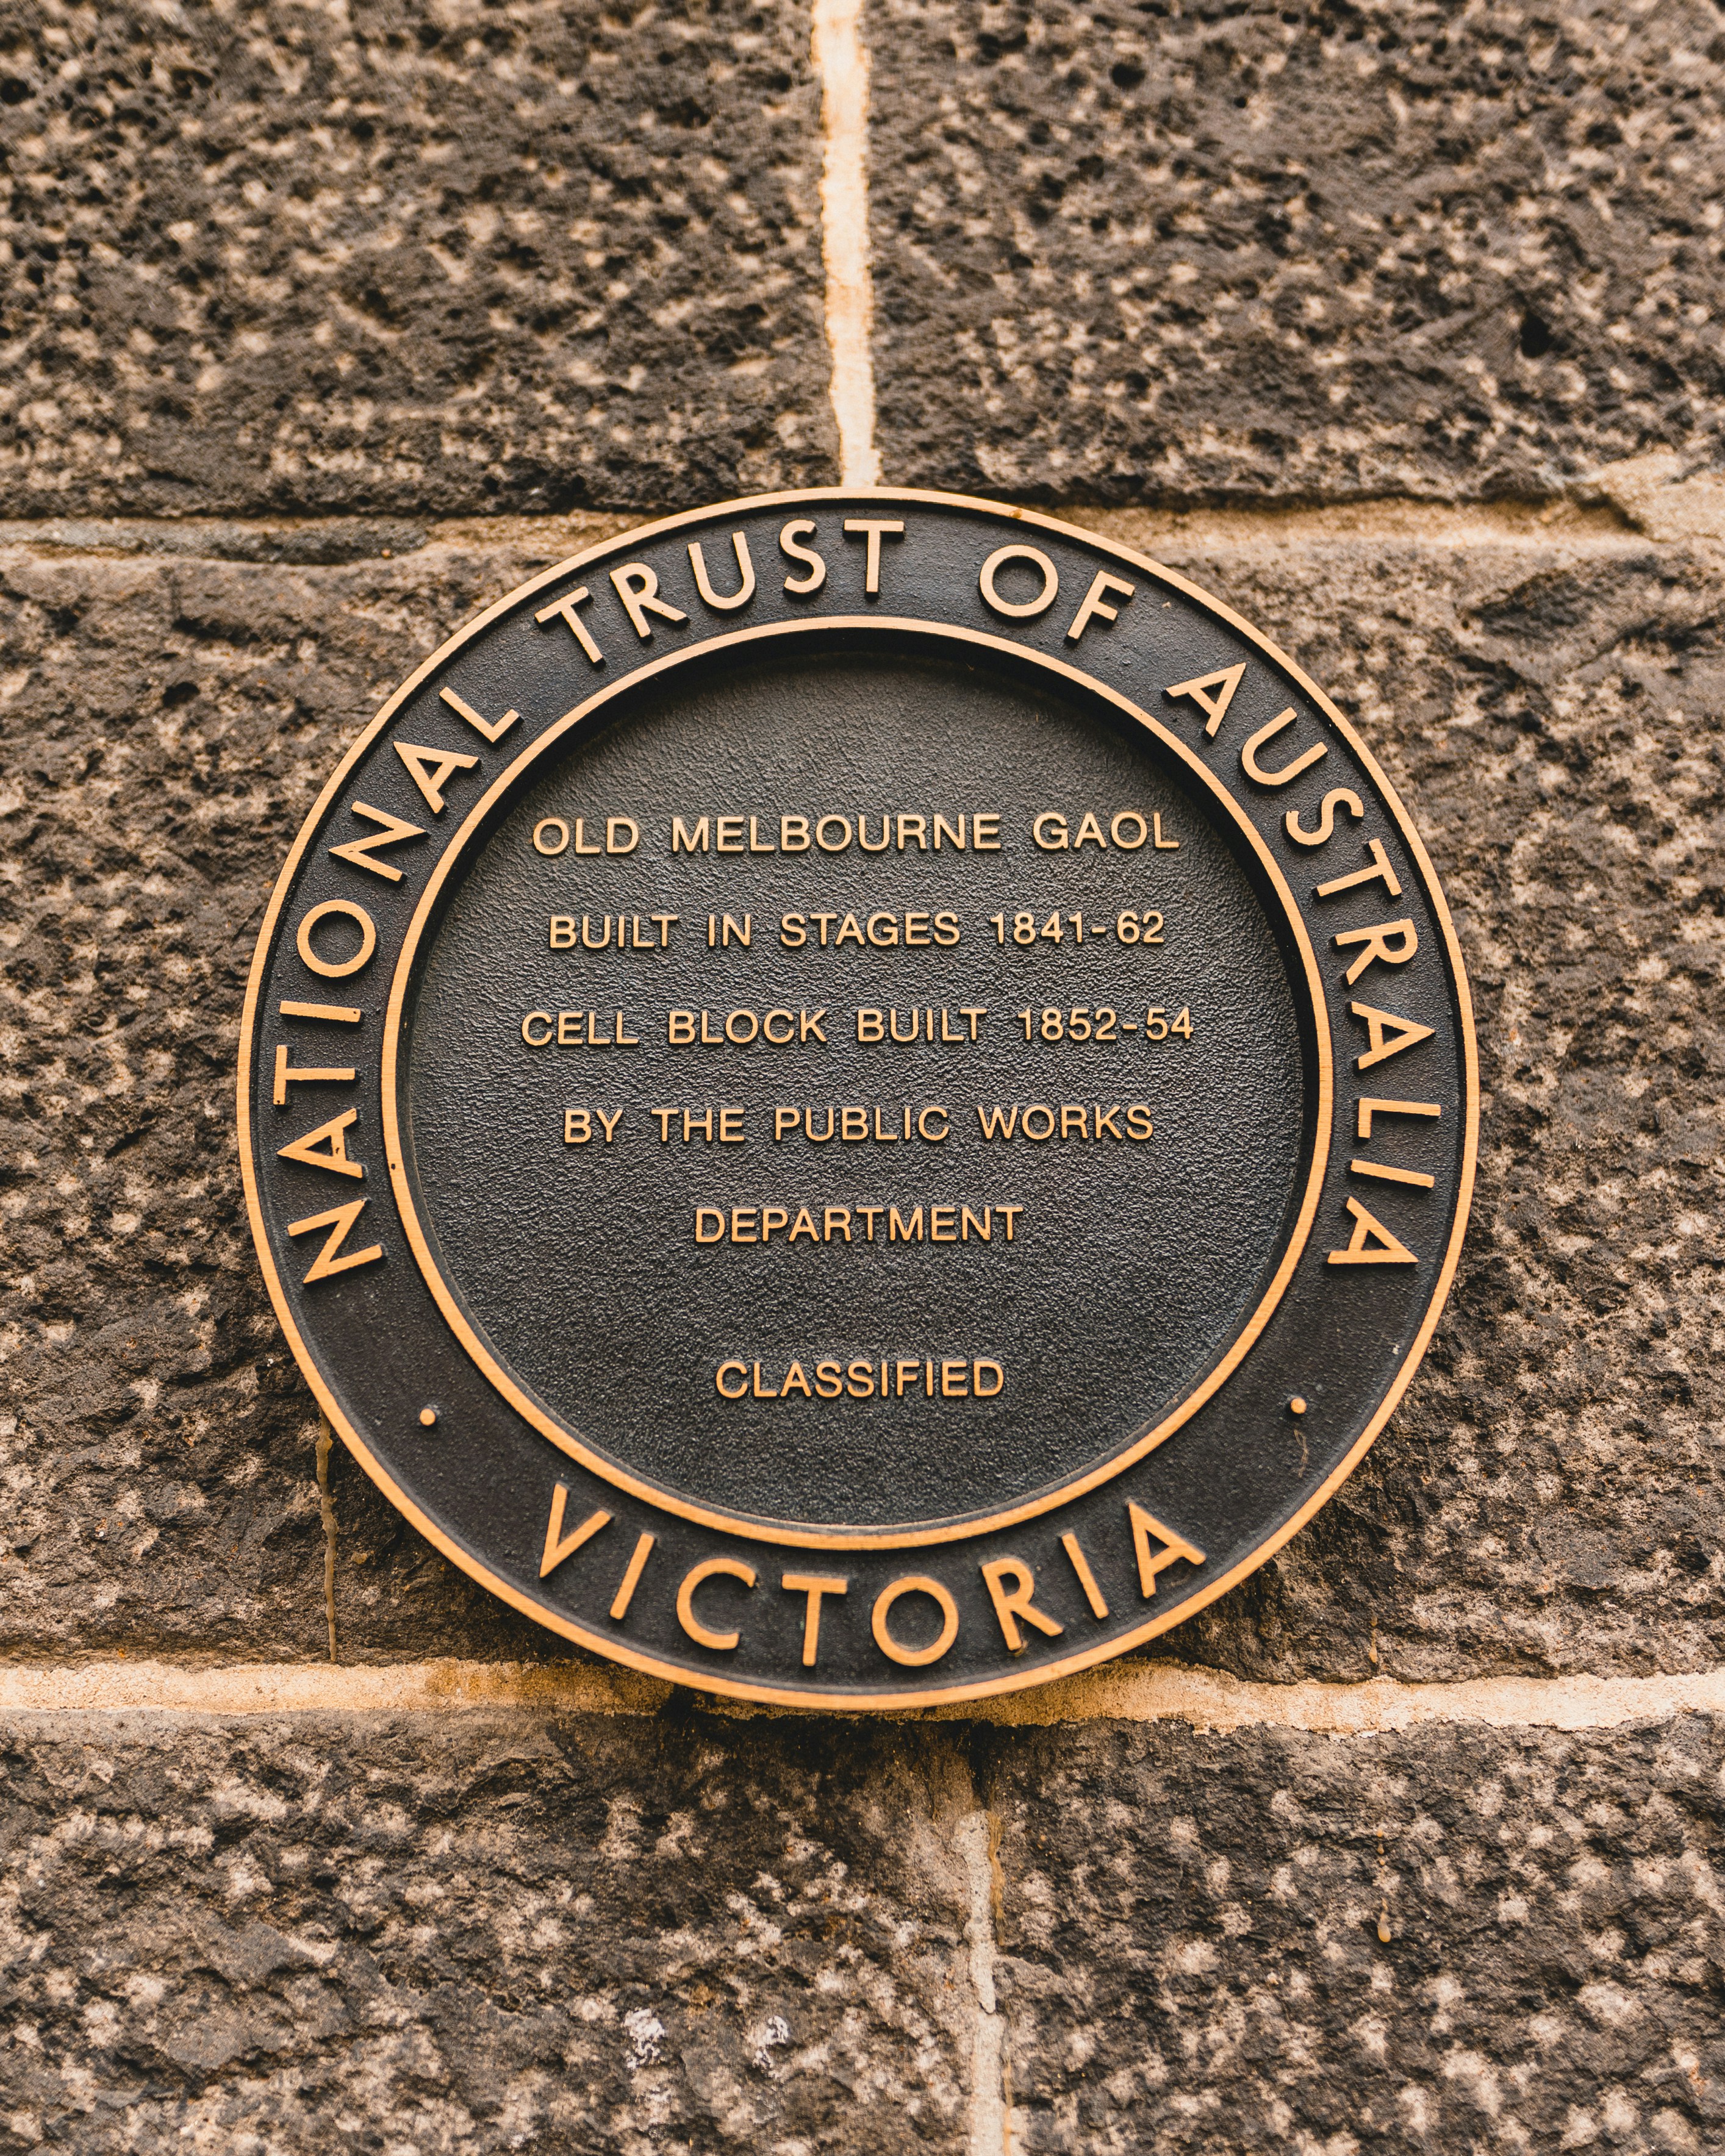 NATIONAL TRUST OF AUSTRALIA
OLD MELBOURNE GAOL
BUILT IN STAGES 1841-62
CELL BLOCK BUILT 1852-54
BY THE PUBLIC WORKS
DEPARTMENT
CLASSIFIED
VICTORIA